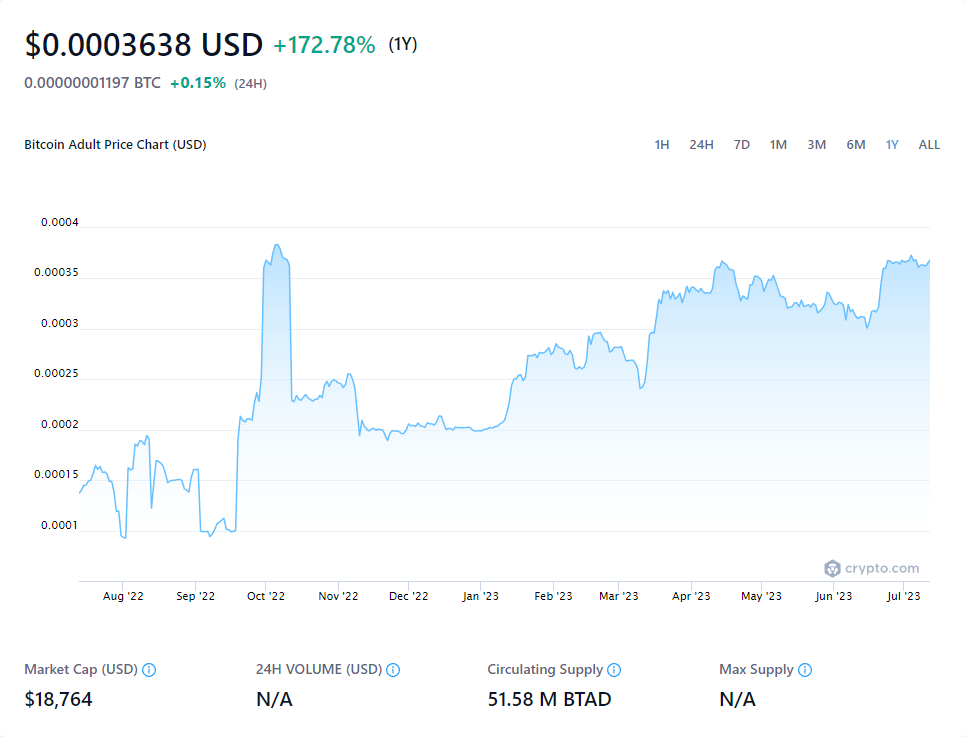 $0.0003638 USD +172.78% (1Y)
0.00000001197 BTC +0.15% (24H)
Bitcoin Adult Price Chart (USD) 1H 24H 7D 1M 3M 6M 1Y ALL
0.0004
0.00035
0.0003
0.00025
0.0002
0.00015
0.0001
crypto.com
Aug '22 Sep '22 Oct '22 Nov '22 Dec '22 Jan '23 Feb '23 Mar '23 Apr '23 May '23 Jun '23 Jul '23
Market Cap (USD) 24H VOLUME (USD) Circulating Supply Max Supply
$18,764 N/A 51.58 M BTAD N/A